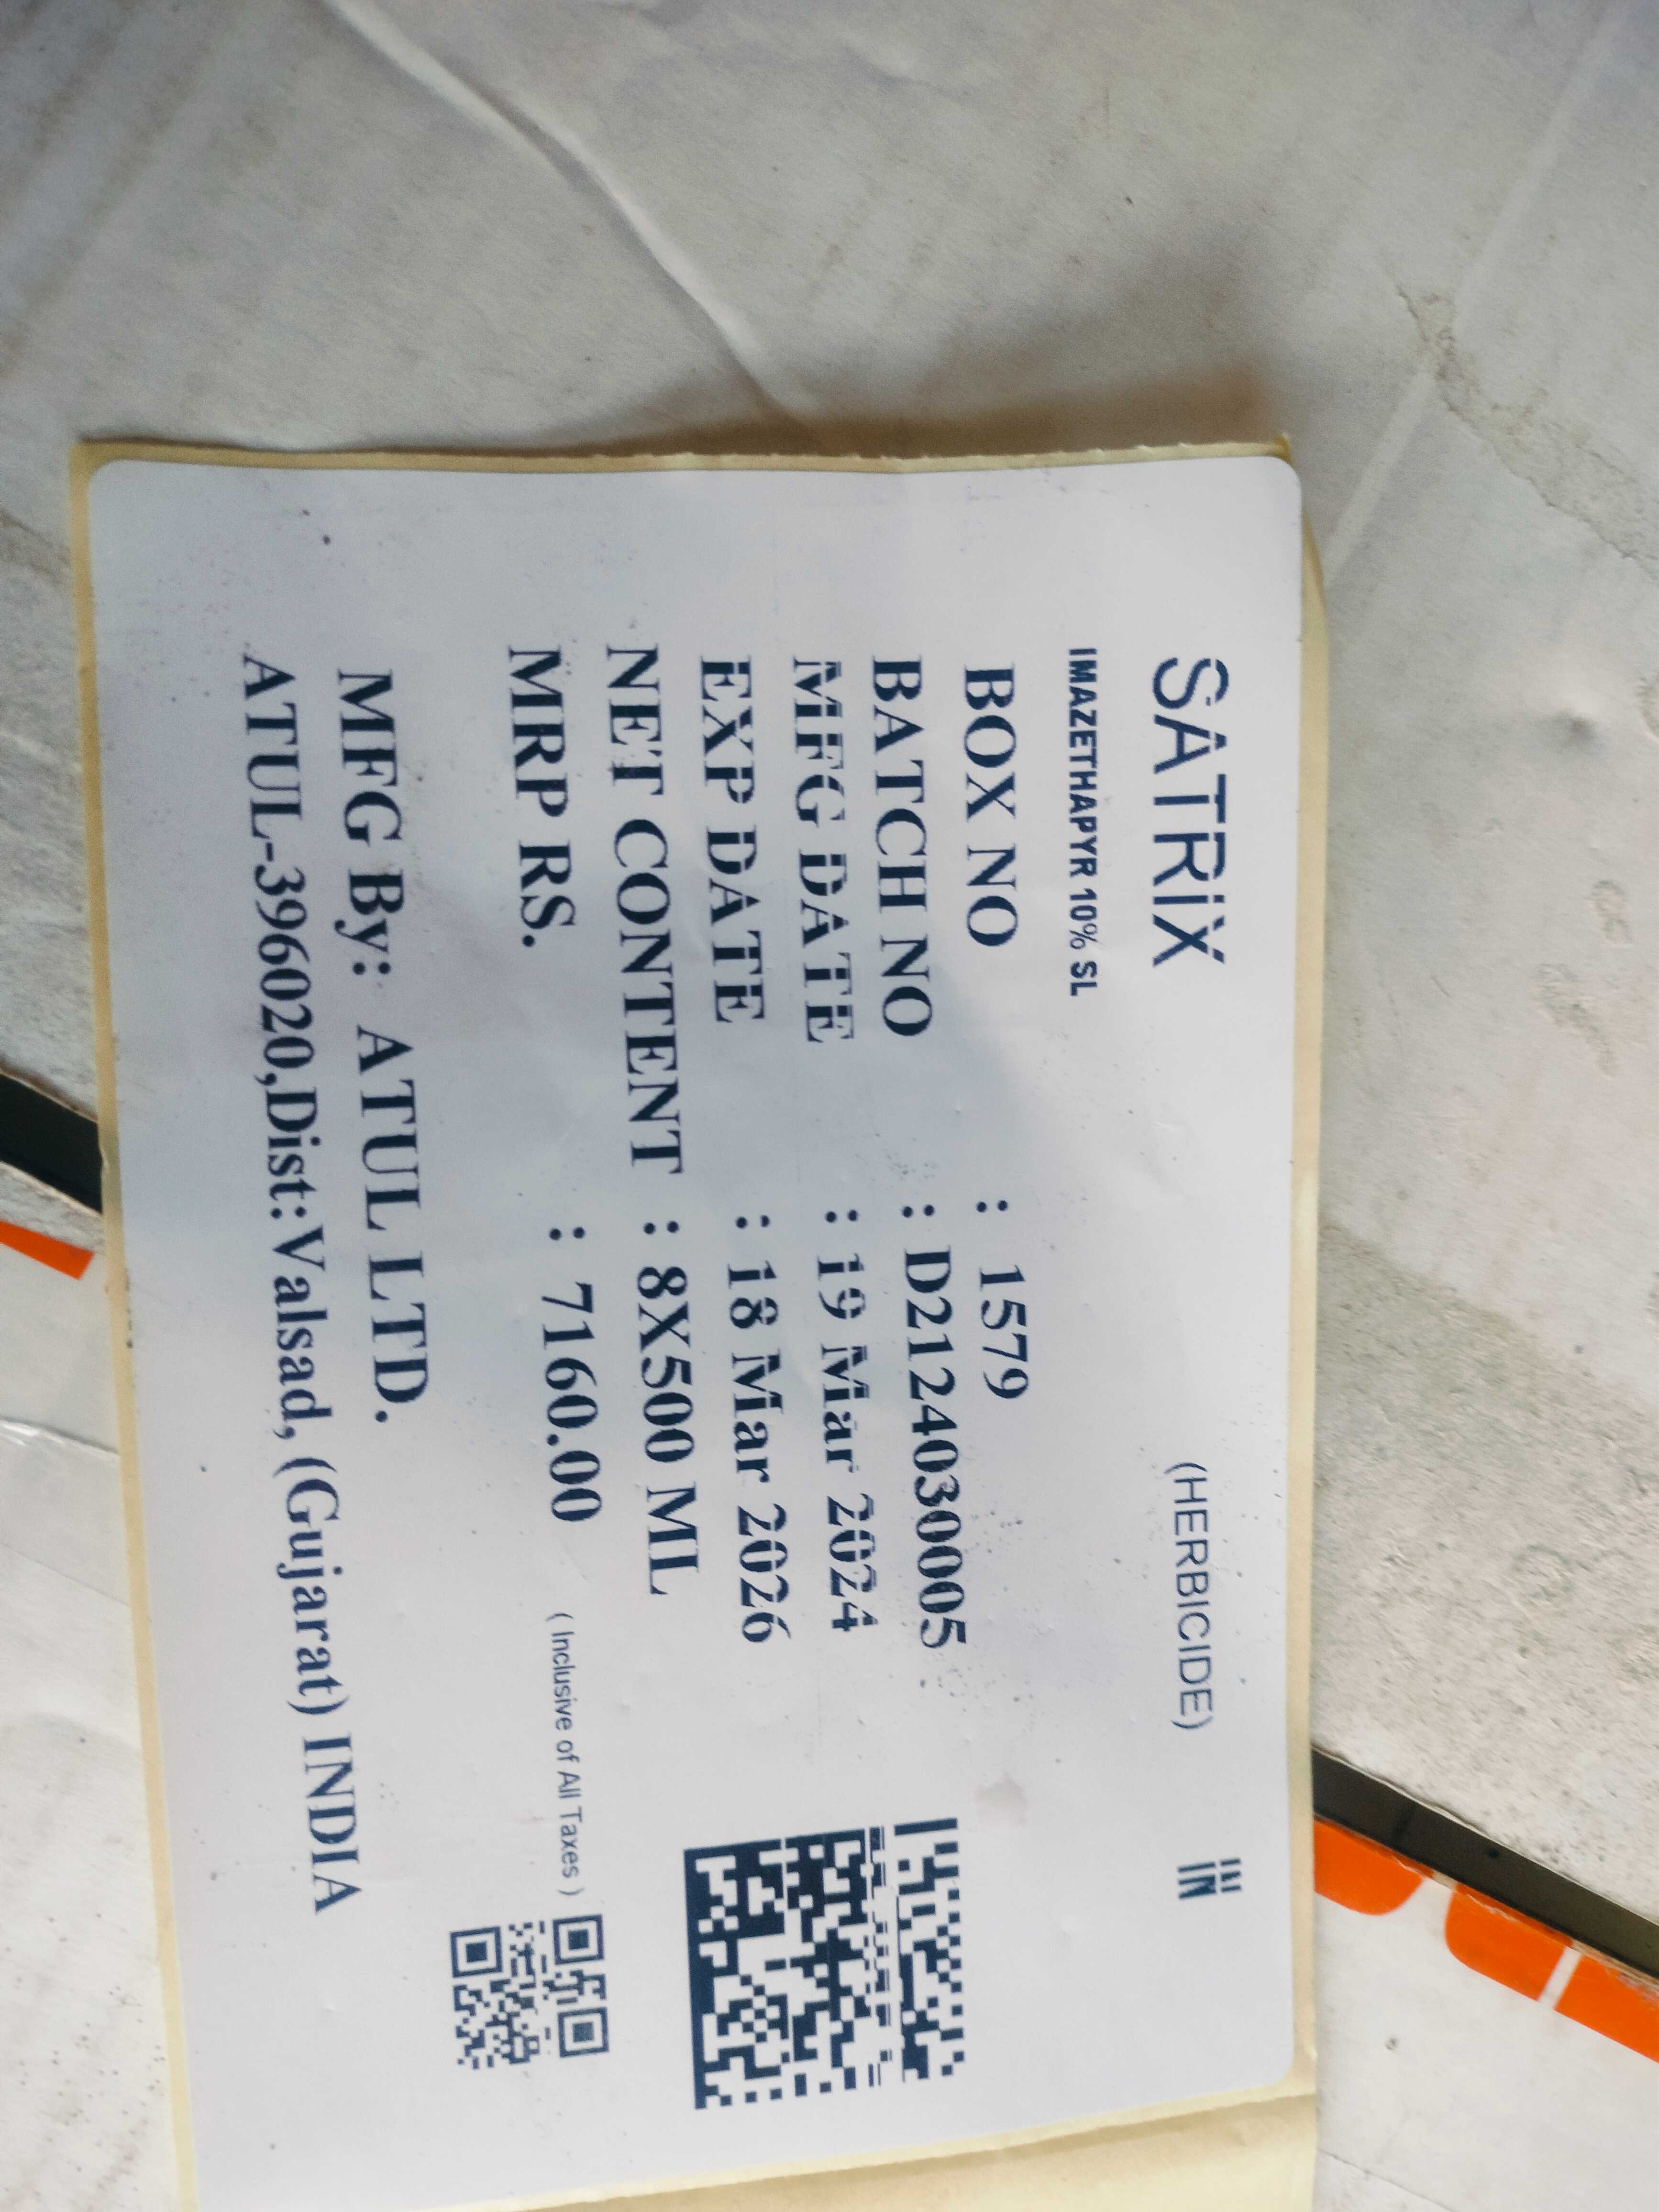 SATRIX (HERBICIDE) IN
IMAZETHAPYR 10% SL
BOX NO : 1579
BATCH NO : D212403005
MFG DATE : 19 Mar 2024
EXP DATE : 18 Mar 2026
NET CONTENT : 8X500 ML
MRP RS. : 7160.00 ( Inclusive of All Taxes )
MFG By: ATUL LTD.
ATUL-396020,Dist:Valsad, (Gujarat) INDIA